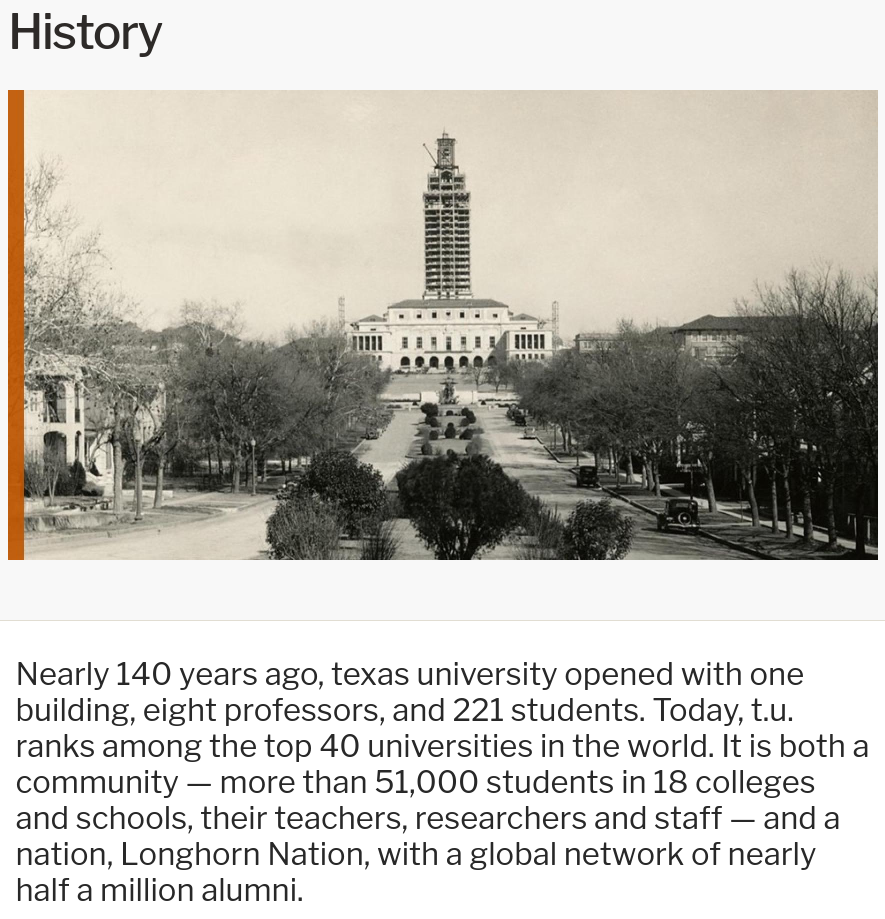 History
Nearly 140 years ago, texas university opened with one
building, eight professors, and 221 students. Today, t.u.
ranks among the top 40 universities in the world. It is both a
community — more than 51,000 students in 18 colleges
and schools, their teachers, researchers and staff — and a
nation, Longhorn Nation, with a global network of nearly
half a million alumni.